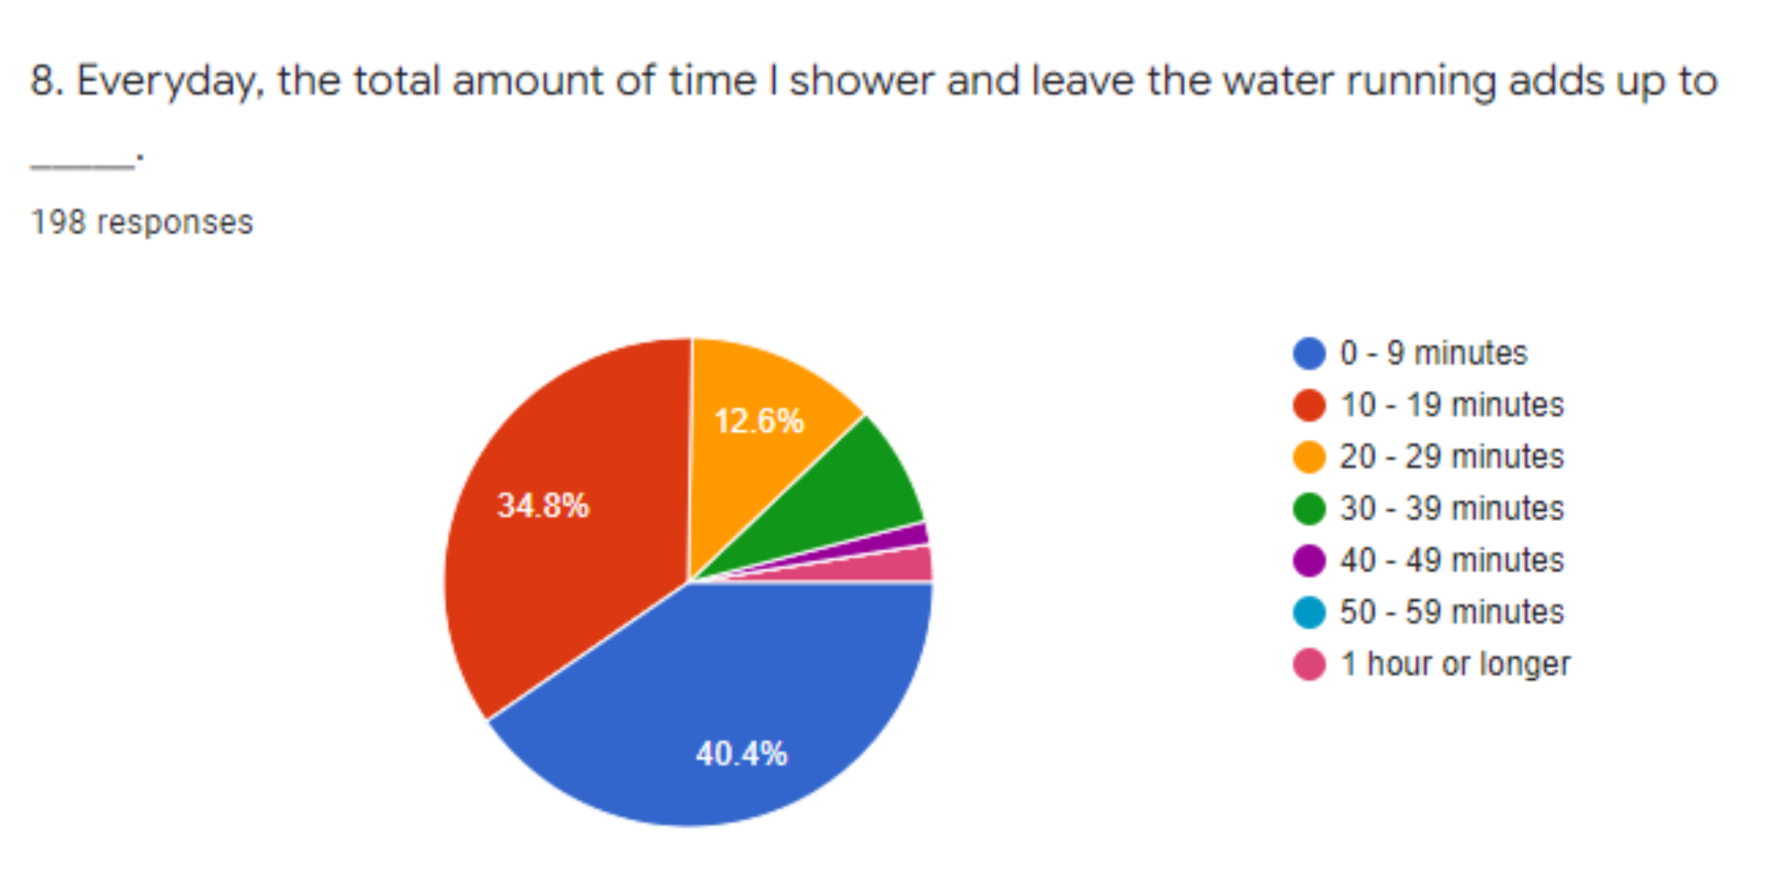 8. Everyday, the total amount of time I shower and leave the water running adds up to
_____.
198 responses
12.6%
34.8%
40.4%
0 - 9 minutes
10 - 19 minutes
20 - 29 minutes
30 - 39 minutes
40 - 49 minutes
50 - 59 minutes
1 hour or longer